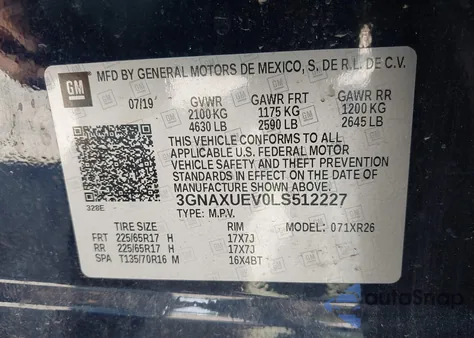 GM
MFD BY GENERAL MOTORS DE MEXICO, S. DE R.L. DE C.V.
07/19 GVWR GAWR FRT GAWR RR
2100 KG 1175 KG 1200 KG
4630 LB 2590 LB 2645 LB
THIS VEHICLE CONFORMS TO ALL
APPLICABLE U.S. FEDERAL MOTOR
VEHICLE SAFETY AND THEFT PREVENTION
STANDARDS IN EFFECT ON THE DATE OF
MANUFACTURE SHOWN ABOVE.
328E 3GNAXUEV0LS512227
TYPE: M.P.V.
TIRE SIZE RIM MODEL: 071XR26
FRT 225/65R17 H 17X7J
RR 225/65R17 H 17X7J
SPA T135/70R16 M 16X4BT
autoSnap